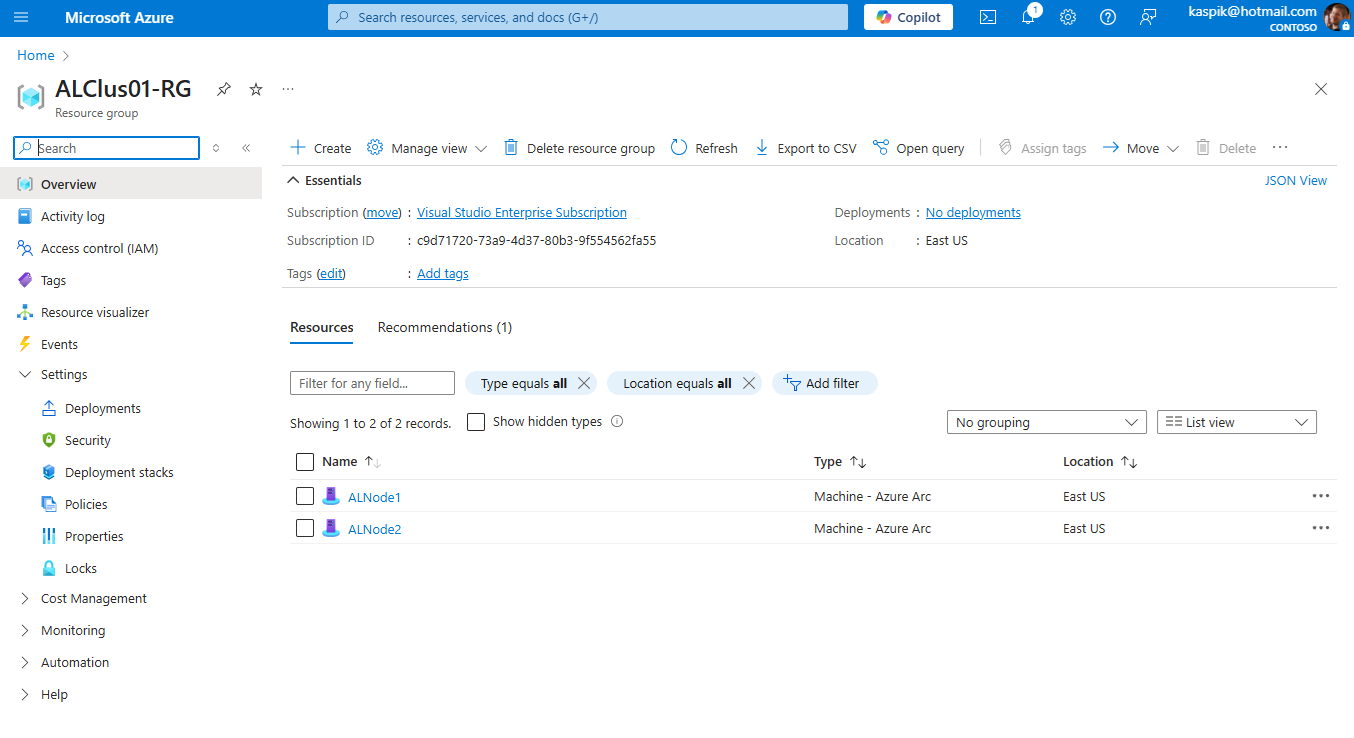 Microsoft Azure
Search resources, services, and docs (G+/)
Copilot
1
kaspik@hotmail.com
CONTOSO
Home
ALClus01-RG
Resource group
Search
Create
Manage view
Delete resource group
Refresh
Export to CSV
Open query
Assign tags
Move
Delete
Overview
Activity log
Access control (IAM)
Tags
Resource visualizer
Events
Settings
Deployments
Security
Deployment stacks
Policies
Properties
Locks
Cost Management
Monitoring
Automation
Help
Essentials
JSON View
Subscription (move) : Visual Studio Enterprise Subscription
Deployments : No deployments
Subscription ID : c9d71720-73a9-4d37-80b3-9f554562fa55
Location : East US
Tags (edit) : Add tags
Resources
Recommendations (1)
Filter for any field...
Type equals all
Location equals all
Add filter
Showing 1 to 2 of 2 records.
Show hidden types
No grouping
List view
Name Type Location
ALNode1 Machine - Azure Arc East US
ALNode2 Machine - Azure Arc East US